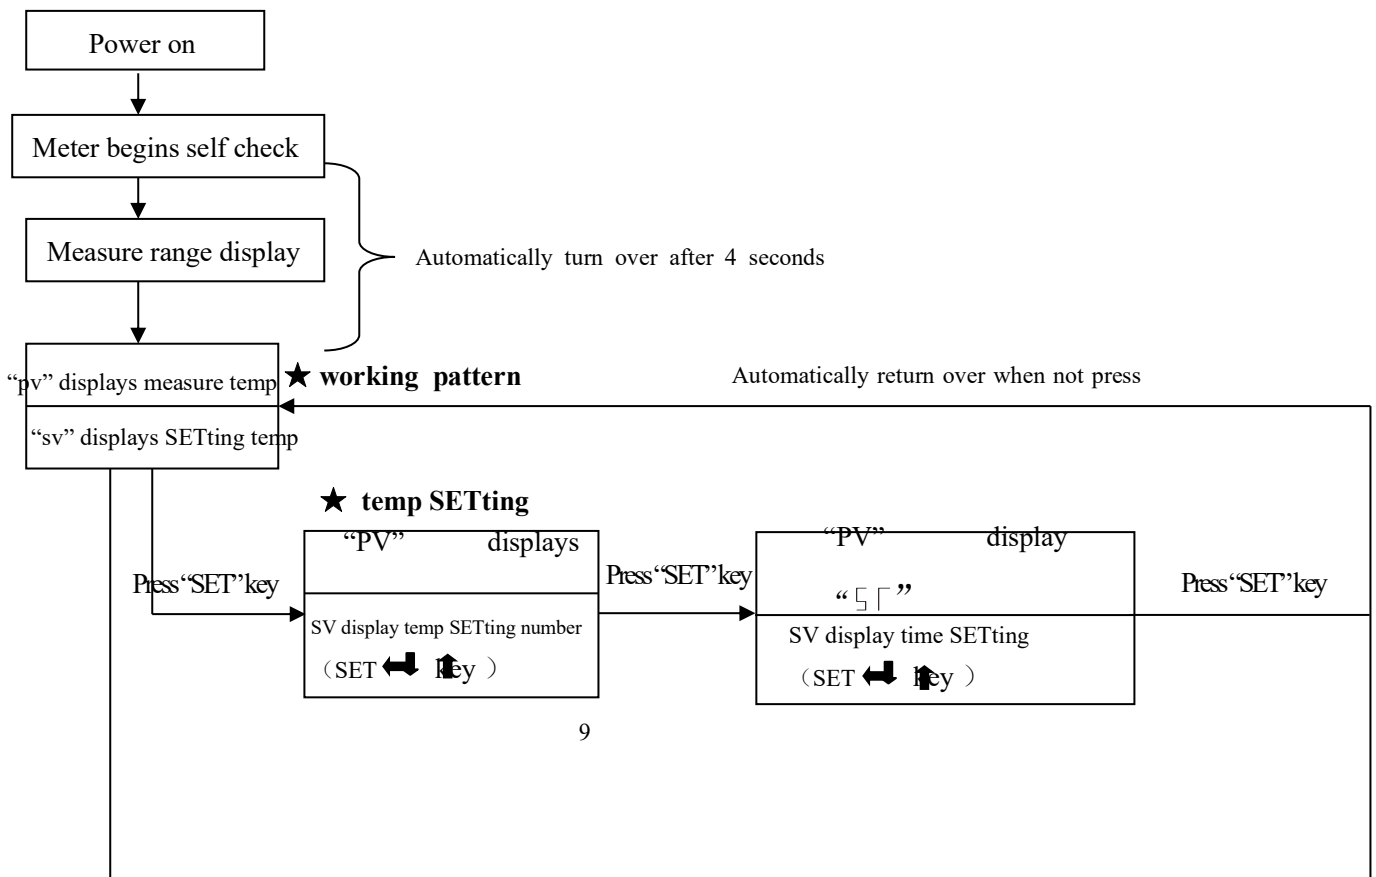 Power on
Meter begins self check
Measure range display
Automatically turn over after 4 seconds
“pv” displays measure temp
★ working pattern
Automatically return over when not press
“sv” displays SETting temp
★ temp SETting
“PV” displays
Press “SET” key
SV display temp SETting number
（SET key ）
Press “SET” key
“PV” display
SV display time SETting
（SET key ）
Press “SET” key
9